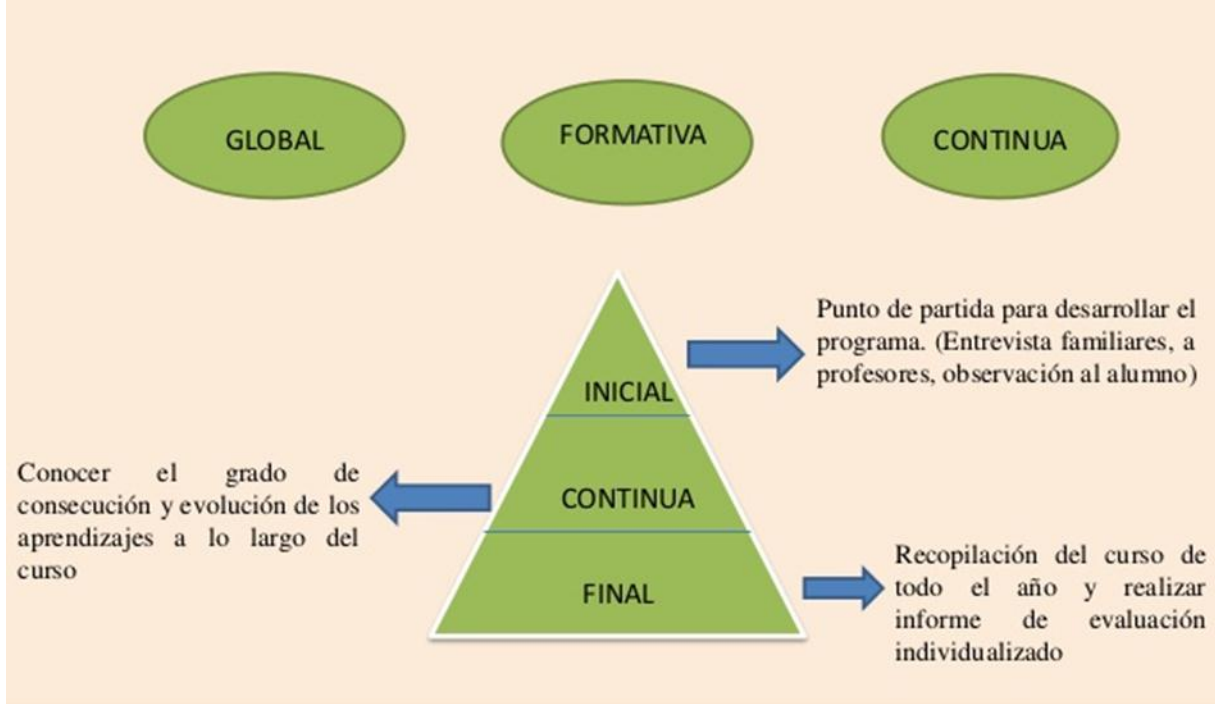 GLOBAL
FORMATIVA
CONTINUA
Punto de partida para desarrollar el
programa. (Entrevista familiares, a
profesores, observación al alumno)
INICIAL
Conocer el grado de
consecución y evolución de los
aprendizajes a lo largo del
curso
CONTINUA
Recopilación del curso de
todo el año y realizar
informe de evaluación
individualizado
FINAL